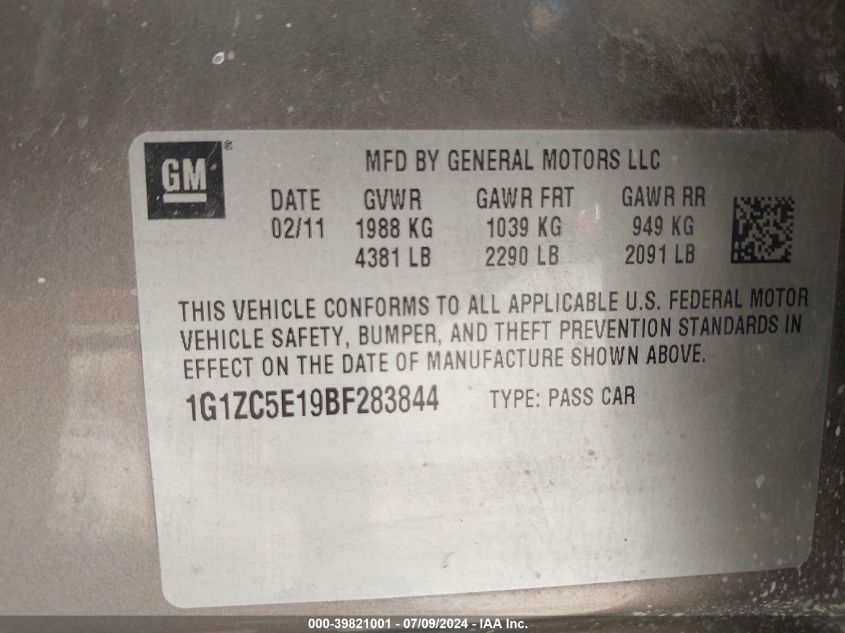 GM®
MFD BY GENERAL MOTORS LLC
DATE GVWR GAWR FRT GAWR RR
02/11 1988 KG 1039 KG 949 KG
4381 LB 2290 LB 2091 LB
THIS VEHICLE CONFORMS TO ALL APPLICABLE U.S. FEDERAL MOTOR
VEHICLE SAFETY, BUMPER, AND THEFT PREVENTION STANDARDS IN
EFFECT ON THE DATE OF MANUFACTURE SHOWN ABOVE.
1G1ZC5E19BF283844 TYPE: PASS CAR
000-39821001 - 07/09/2024 - IAA Inc.